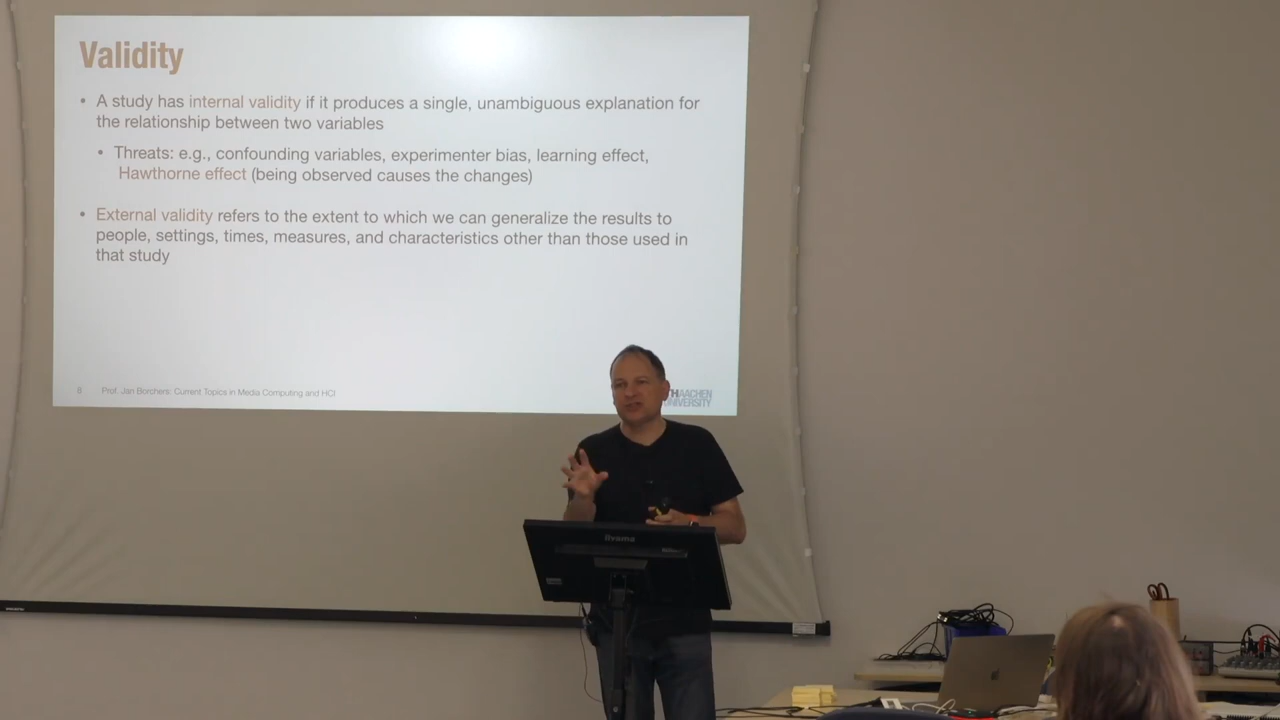 Validity
• A study has internal validity if it produces a single, unambiguous explanation for
the relationship between two variables
• Threats: e.g., confounding variables, experimenter bias, learning effect,
Hawthorne effect (being observed causes the changes)
• External validity refers to the extent to which we can generalize the results to
people, settings, times, measures, and characteristics other than those used in
that study
8 Prof. Jan Borchers: Current Topics in Media Computing and HCI
AACHEN
UNIVERSITY
iiyama